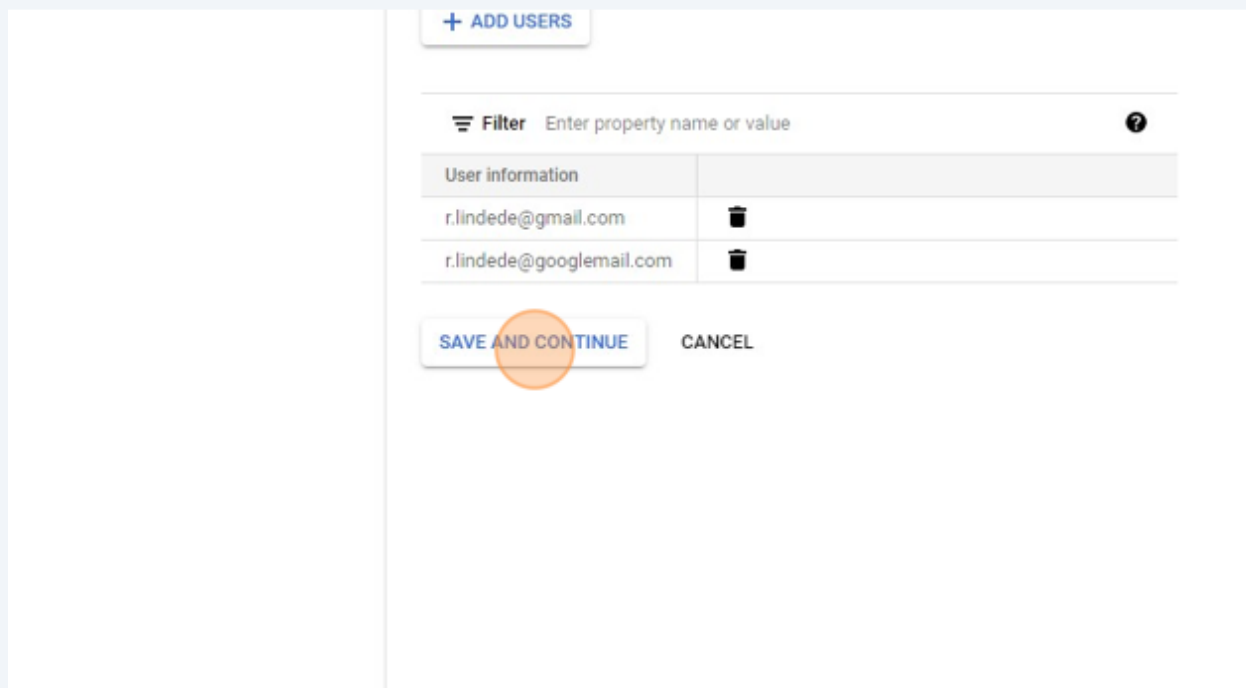 + ADD USERS
Filter Enter property name or value
User information
r.lindede@gmail.com
r.lindede@googlemail.com
SAVE AND CONTINUE CANCEL